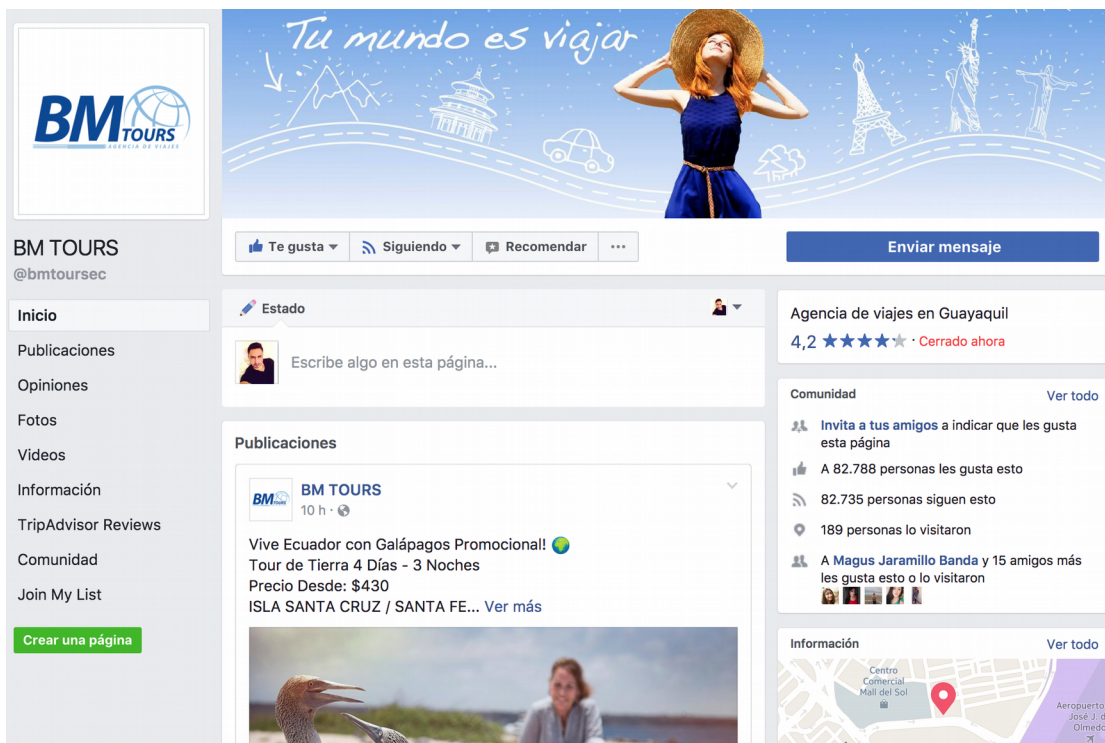 Tu mundo es viajar
BM TOURS
AGENCIA DE VIAJES
BM TOURS
@bmtoursec
Inicio
Publicaciones
Opiniones
Fotos
Videos
Información
TripAdvisor Reviews
Comunidad
Join My List
Crear una página
Te gusta
Siguiendo
Recomendar
...
Enviar mensaje
Estado
Escribe algo en esta página...
Publicaciones
BM TOURS
BM TOURS
10 h ·
Vive Ecuador con Galápagos Promocional!
Tour de Tierra 4 Días - 3 Noches
Precio Desde: $430
ISLA SANTA CRUZ / SANTA FE... Ver más
Agencia de viajes en Guayaquil
4,2 ★★★★★ · Cerrado ahora
Comunidad
Ver todo
Invita a tus amigos a indicar que les gusta
esta página
A 82.788 personas les gusta esto
82.735 personas siguen esto
189 personas lo visitaron
A Magus Jaramillo Banda y 15 amigos más
les gusta esto o lo visitaron
Información
Ver todo
Centro
Comercial
Mall del Sol
Aeropuerto
José J. d
Olmedo